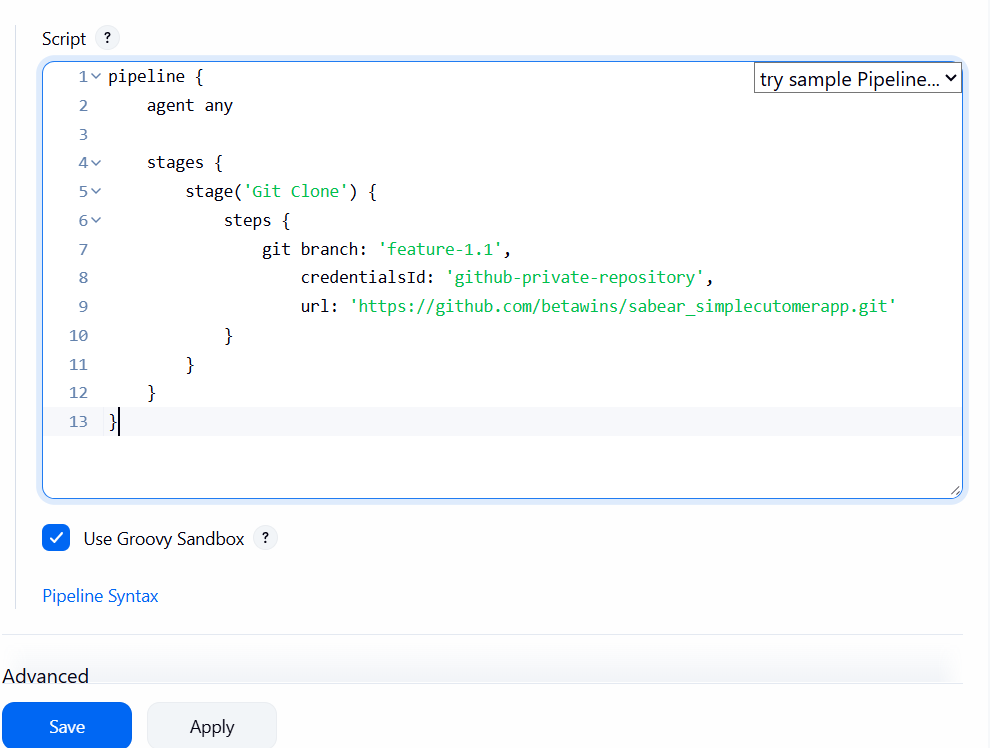 Script ?
try sample Pipeline...
1 pipeline {
2     agent any
3
4     stages {
5         stage('Git Clone') {
6             steps {
7                 git branch: 'feature-1.1',
8                     credentialsId: 'github-private-repository',
9                     url: 'https://github.com/betawins/sabear_simplecutomerapp.git'
10             }
11         }
12     }
13 }
Use Groovy Sandbox ?
Pipeline Syntax
Advanced
Save Apply